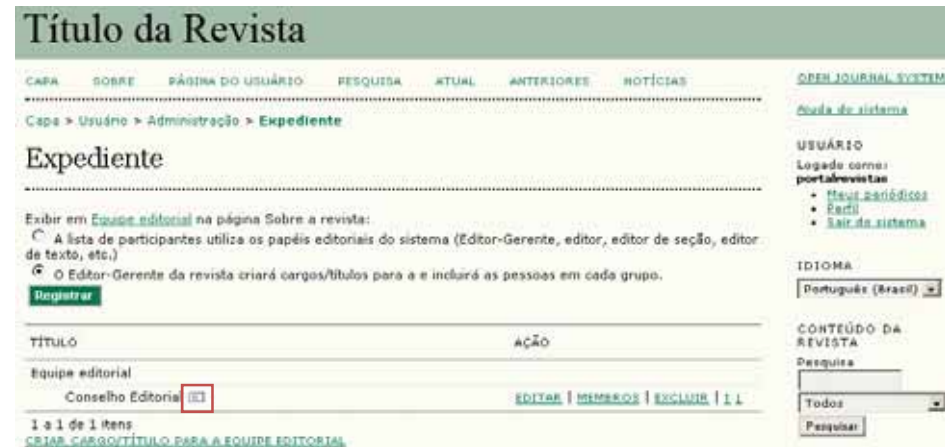 Título da Revista
CAPA SOBRE PÁGINA DO USUÁRIO PESQUISA ATUAL ANTERIORES NOTÍCIAS
Capa > Usuário > Administração > Expediente
Expediente
Exibir em Equipe editorial na página Sobre a revista:
A lista de participantes utiliza os papéis editoriais do sistema (Editor-Gerente, editor, editor de seção, editor
de texto, etc.)
O Editor-Gerente da revista criará cargos/títulos para a e incluirá as pessoas em cada grupo.
Registrar
TÍTULO AÇÃO
Equipe editorial
Conselho Editorial EDITAR | MEMBROS | EXCLUIR |
1 a 1 de 1 itens
CRIAR CARGO/TÍTULO PARA A EQUIPE EDITORIAL
OPEN JOURNAL SYSTEM
Ajuda do sistema
USUÁRIO
Logado como:
portalrevistas
Meus periódicos
Perfil
Sair do sistema
IDIOMA
Português (Brasil)
CONTEÚDO DA
REVISTA
Pesquisa
Todos
Pesquisar